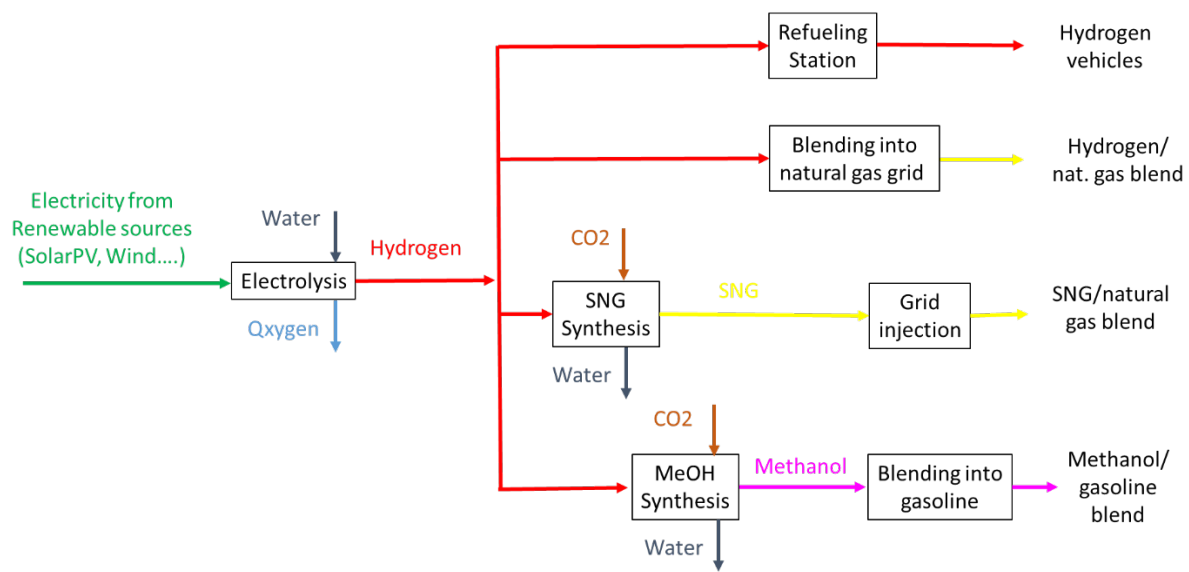 Refueling
Station
Hydrogen
vehicles
Blending into
natural gas grid
Hydrogen/
nat. gas blend
Electricity from
Renewable sources
(SolarPV, Wind....)
Water
Hydrogen
Electrolysis
Qxygen
CO2
SNG
Synthesis
SNG
Grid
injection
SNG/natural
gas blend
Water
CO2
MeOH
Synthesis
Methanol
Blending into
gasoline
Methanol/
gasoline
blend
Water